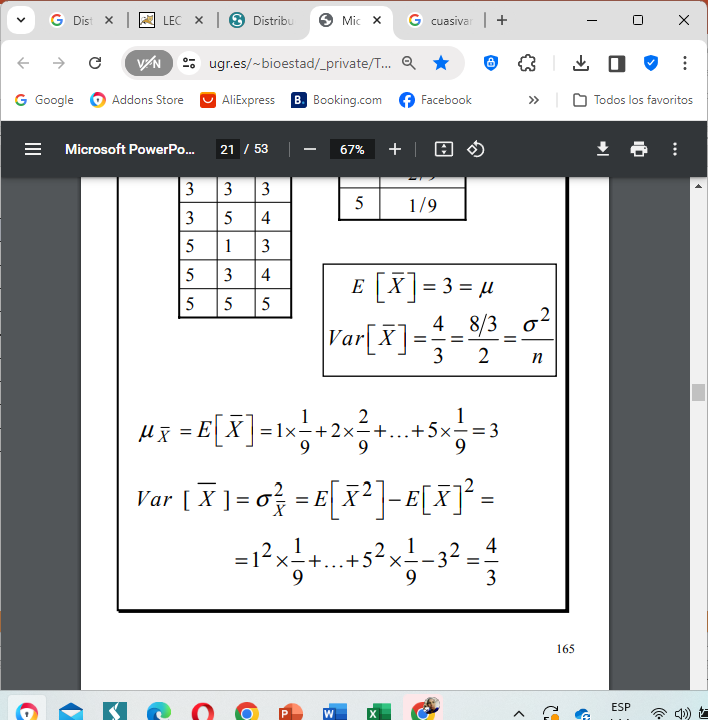 Dist
LEC
Distribu
Mic
cuasivar
VPN
ugr.es/~bioestad/_private/T...
Google
Addons Store
AliExpress
B. Booking.com
Facebook
»
Todos los favoritos
Microsoft PowerPo...
21 / 53
67%
3 3 3
3 5 4
5 1 3
5 3 4
5 5 5
5 1/9
E [X̅] = 3 = μ
Var[X̅] = 4/3 = (8/3)/2 = σ²/n
μ_X̅ = E[X̅] = 1×1/9 + 2×2/9 + ... + 5×1/9 = 3
Var [X̅] = σ²_X̅ = E[X̅²] − E[X̅]² =
= 1²×1/9 + ... + 5²×1/9 − 3² = 4/3
165
ESP